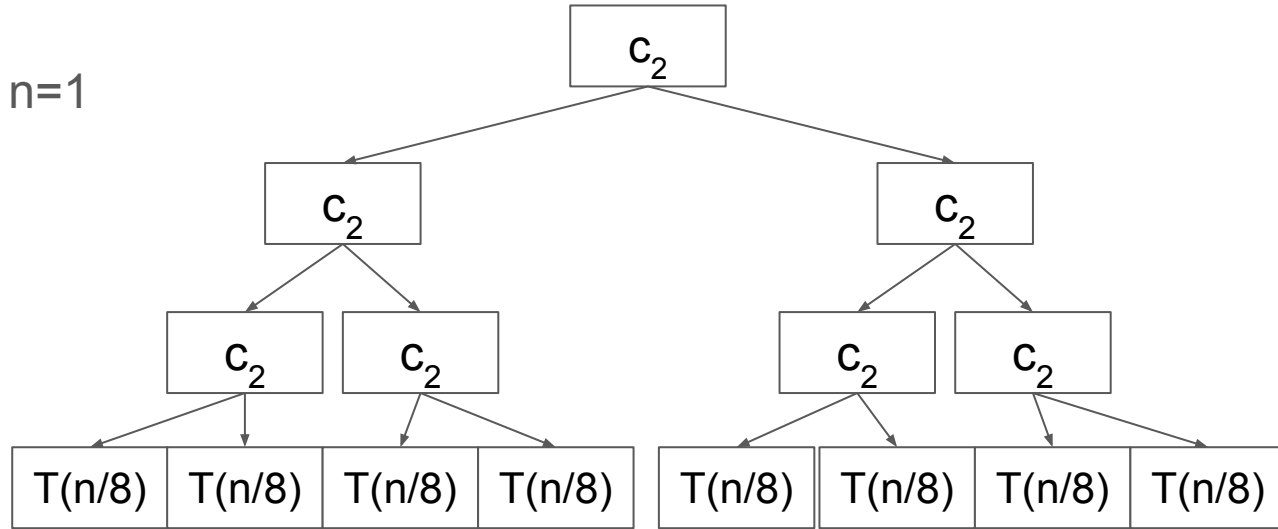 c₂
n=1
c₂ c₂
c₂ c₂ c₂ c₂
T(n/8) T(n/8) T(n/8) T(n/8) T(n/8) T(n/8) T(n/8) T(n/8)